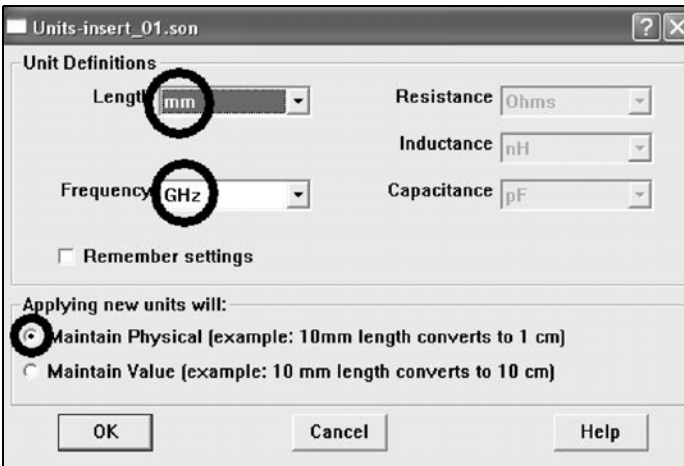 Units-insert_01.son
Unit Definitions
Length mm
Resistance Ohms
Inductance nH
Frequency GHz
Capacitance pF
Remember settings
Applying new units will:
Maintain Physical (example: 10mm length converts to 1 cm)
Maintain Value (example: 10 mm length converts to 10 cm)
OK Cancel Help